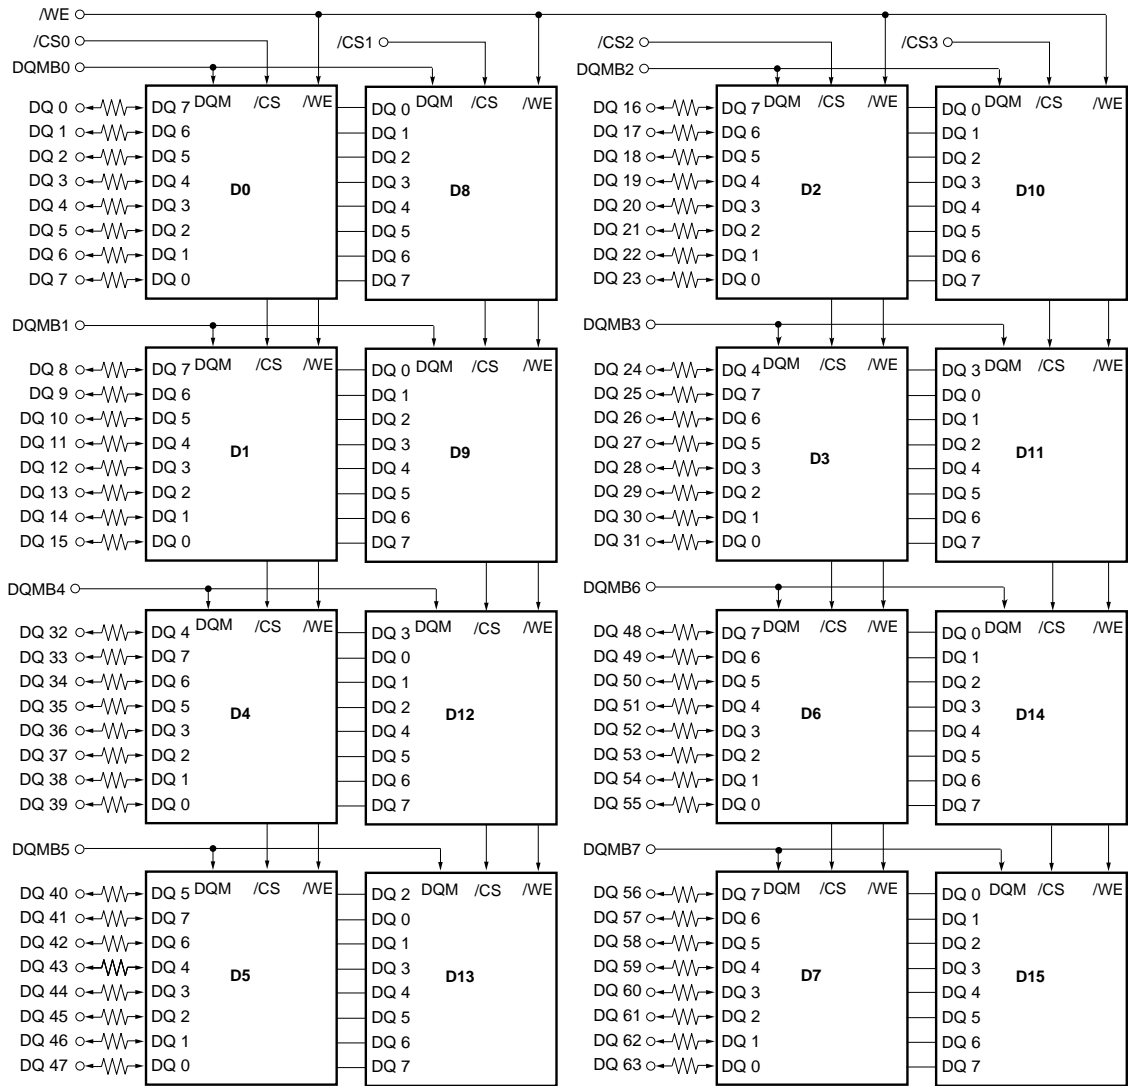 /WE
/CS0 /CS1 /CS2 /CS3
DQMB0 DQMB2
DQM /CS /WE DQM /CS /WE DQM /CS /WE DQM /CS /WE
DQ 0 DQ 7 DQ 0 DQ 16 DQ 7 DQ 0
DQ 1 DQ 6 DQ 1 DQ 17 DQ 6 DQ 1
DQ 2 DQ 5 DQ 2 DQ 18 DQ 5 DQ 2
DQ 3 DQ 4 DQ 3 DQ 19 DQ 4 DQ 3
D0 D8 D2 D10
DQ 4 DQ 3 DQ 4 DQ 20 DQ 3 DQ 4
DQ 5 DQ 2 DQ 5 DQ 21 DQ 2 DQ 5
DQ 6 DQ 1 DQ 6 DQ 22 DQ 1 DQ 6
DQ 7 DQ 0 DQ 7 DQ 23 DQ 0 DQ 7
DQMB1 DQMB3
DQM /CS /WE DQM /CS /WE DQM /CS /WE DQM /CS /WE
DQ 8 DQ 7 DQ 0 DQ 24 DQ 4 DQ 3
DQ 9 DQ 6 DQ 1 DQ 25 DQ 7 DQ 0
DQ 10 DQ 5 DQ 2 DQ 26 DQ 6 DQ 1
DQ 11 DQ 4 DQ 3 DQ 27 DQ 5 DQ 2
D1 D9 D3 D11
DQ 12 DQ 3 DQ 4 DQ 28 DQ 3 DQ 4
DQ 13 DQ 2 DQ 5 DQ 29 DQ 2 DQ 5
DQ 14 DQ 1 DQ 6 DQ 30 DQ 1 DQ 6
DQ 15 DQ 0 DQ 7 DQ 31 DQ 0 DQ 7
DQMB4 DQMB6
DQM /CS /WE DQM /CS /WE DQM /CS /WE DQM /CS /WE
DQ 32 DQ 4 DQ 3 DQ 48 DQ 7 DQ 0
DQ 33 DQ 7 DQ 0 DQ 49 DQ 6 DQ 1
DQ 34 DQ 6 DQ 1 DQ 50 DQ 5 DQ 2
DQ 35 DQ 5 DQ 2 DQ 51 DQ 4 DQ 3
D4 D12 D6 D14
DQ 36 DQ 3 DQ 4 DQ 52 DQ 3 DQ 4
DQ 37 DQ 2 DQ 5 DQ 53 DQ 2 DQ 5
DQ 38 DQ 1 DQ 6 DQ 54 DQ 1 DQ 6
DQ 39 DQ 0 DQ 7 DQ 55 DQ 0 DQ 7
DQMB5 DQMB7
DQM /CS /WE DQM /CS /WE DQM /CS /WE DQM /CS /WE
DQ 40 DQ 5 DQ 2 DQ 56 DQ 7 DQ 0
DQ 41 DQ 7 DQ 0 DQ 57 DQ 6 DQ 1
DQ 42 DQ 6 DQ 1 DQ 58 DQ 5 DQ 2
DQ 43 DQ 4 DQ 3 DQ 59 DQ 4 DQ 3
D5 D13 D7 D15
DQ 44 DQ 3 DQ 4 DQ 60 DQ 3 DQ 4
DQ 45 DQ 2 DQ 5 DQ 61 DQ 2 DQ 5
DQ 46 DQ 1 DQ 6 DQ 62 DQ 1 DQ 6
DQ 47 DQ 0 DQ 7 DQ 63 DQ 0 DQ 7